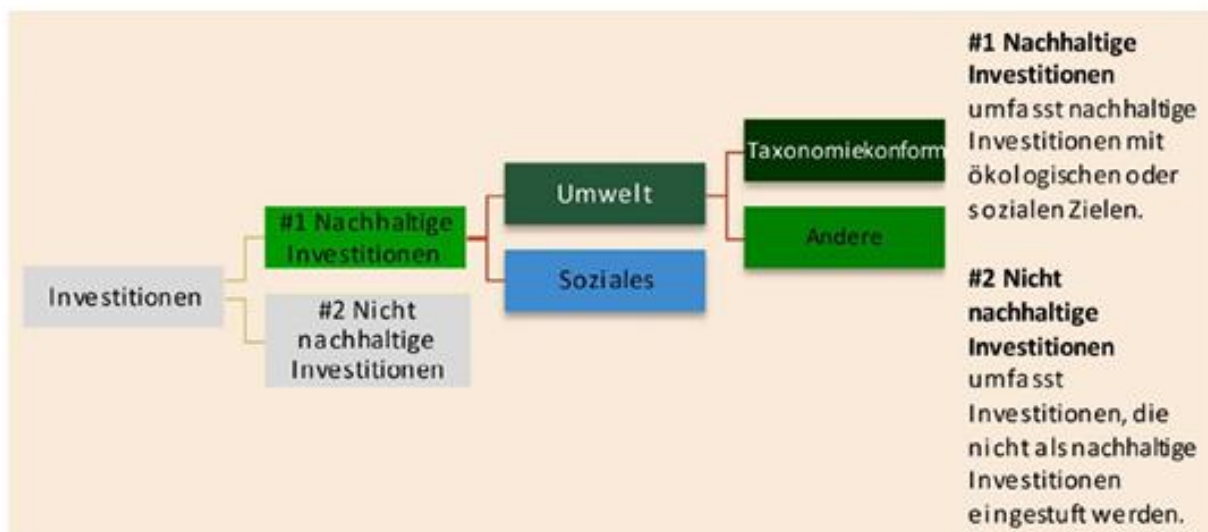 Investitionen
#1 Nachhaltige
Investitionen
#2 Nicht
nachhaltige
Investitionen
Umwelt
Soziales
Taxonomiekonform
Andere
#1 Nachhaltige
Investitionen
umfasst nachhaltige
Investitionen mit
ökologischen oder
sozialen Zielen.
#2 Nicht
nachhaltige
Investitionen
umfasst
Investitionen, die
nicht als nachhaltige
Investitionen
eingestuft werden.